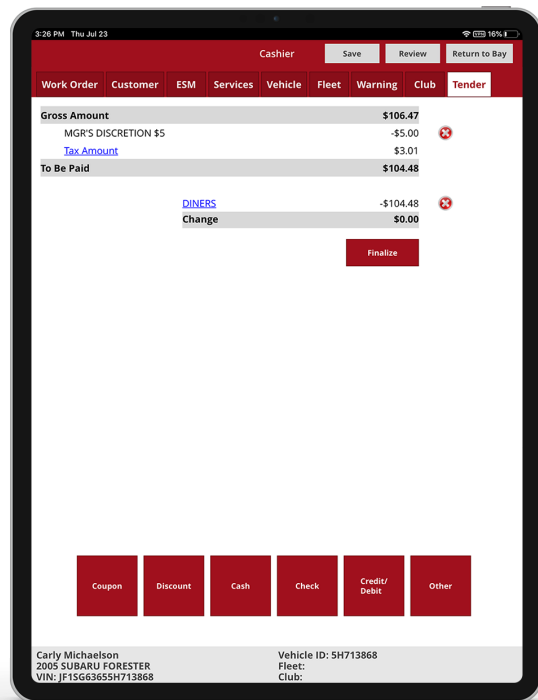 3:26 PM Thu Jul 23 VPN 16%
Cashier Save Review Return to Bay
Work Order Customer ESM Services Vehicle Fleet Warning Club Tender
Gross Amount $106.47
MGR'S DISCRETION $5 -$5.00
Tax Amount $3.01
To Be Paid $104.48
DINERS -$104.48
Change $0.00
Finalize
Coupon Discount Cash Check Credit/ Other
Debit
Carly Michaelson Vehicle ID: 5H713868
2005 SUBARU FORESTER Fleet:
VIN: JF1SG63655H713868 Club: